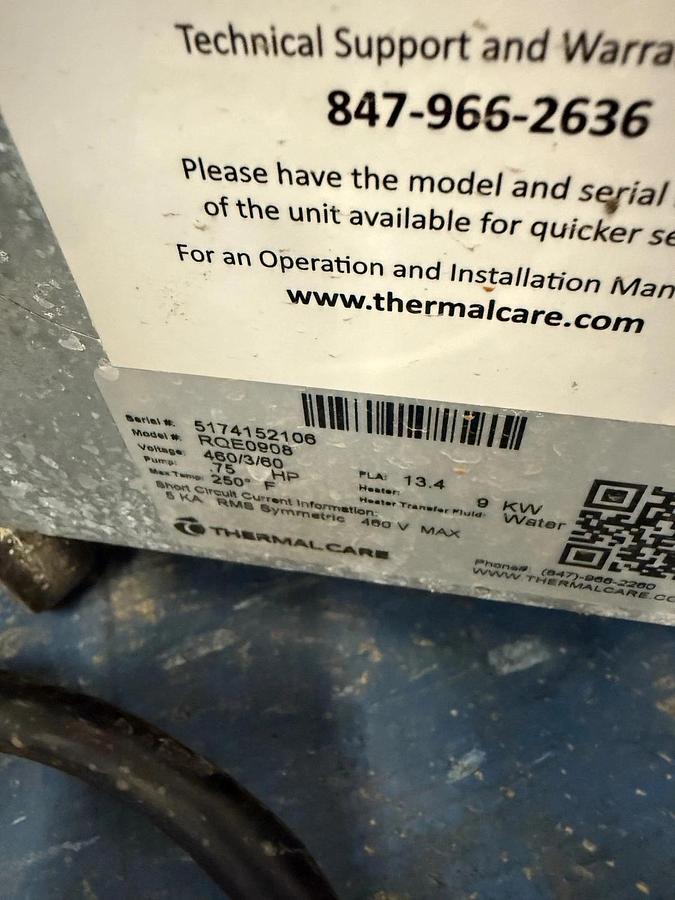 Technical Support and Warra
847-966-2636
Please have the model and serial
of the unit available for quicker se
For an Operation and Installation Man
www.thermalcare.com
Serial #: 5174152106
Model #: RQE0908
Voltage: 460/3/60
Pump: .75 HP FLA: 13.4
Max Temp: 250° F Heater: 9 KW
Short Circuit Current Information: Heater Transfer Fluid: Water
5 KA RMS Symmetric 460 V MAX
THERMALCARE
Phone#: (847)-966-2260
WWW.THERMALCARE.CO